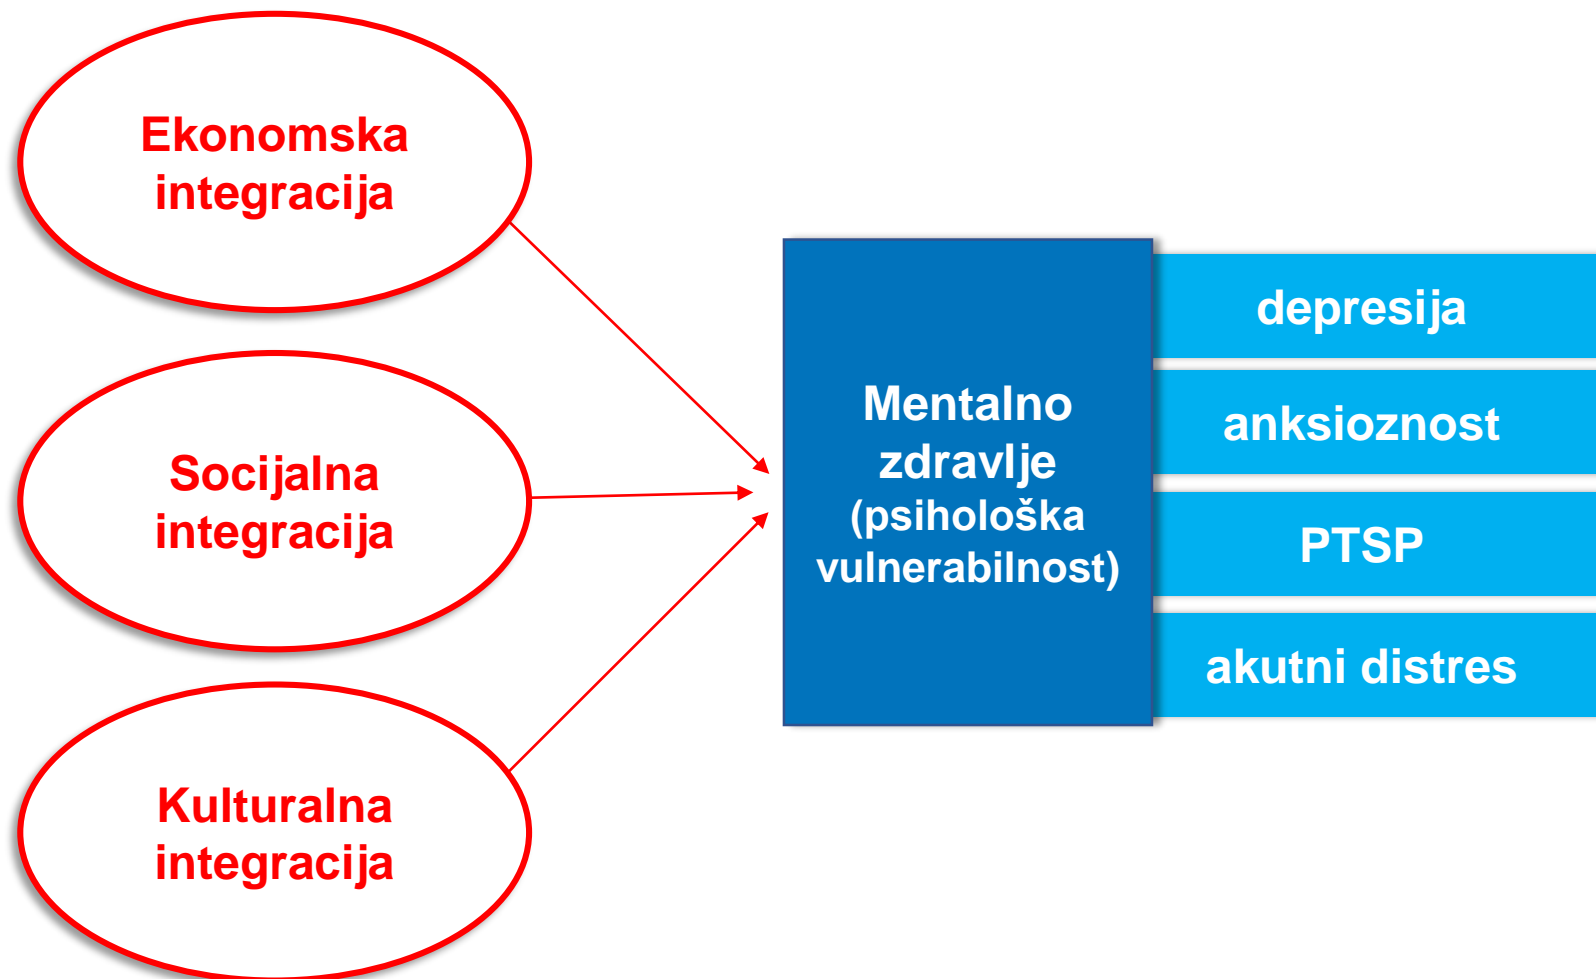 Ekonomska
integracija
Socijalna
integracija
Kulturalna
integracija
Mentalno
zdravlje
(psihološka
vulnerabilnost)
depresija
anksioznost
PTSP
akutni distres